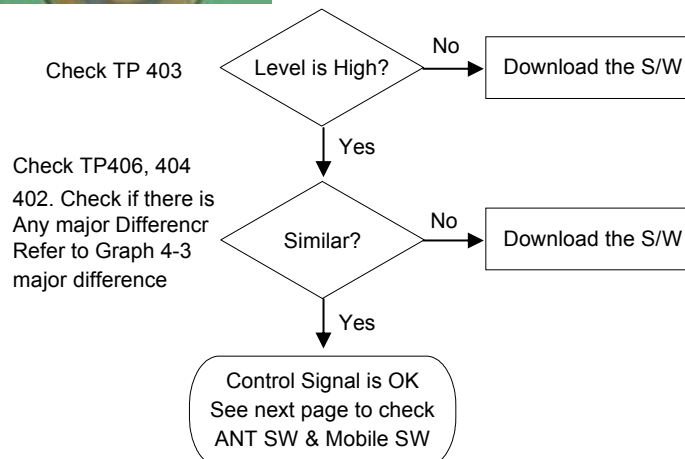 Check TP 403
Level is High?
No
Download the S/W
Yes
Check TP406, 404
402. Check if there is
Any major Differencr
Refer to Graph 4-3
major difference
Similar?
No
Download the S/W
Yes
Control Signal is OK
See next page to check
ANT SW & Mobile SW